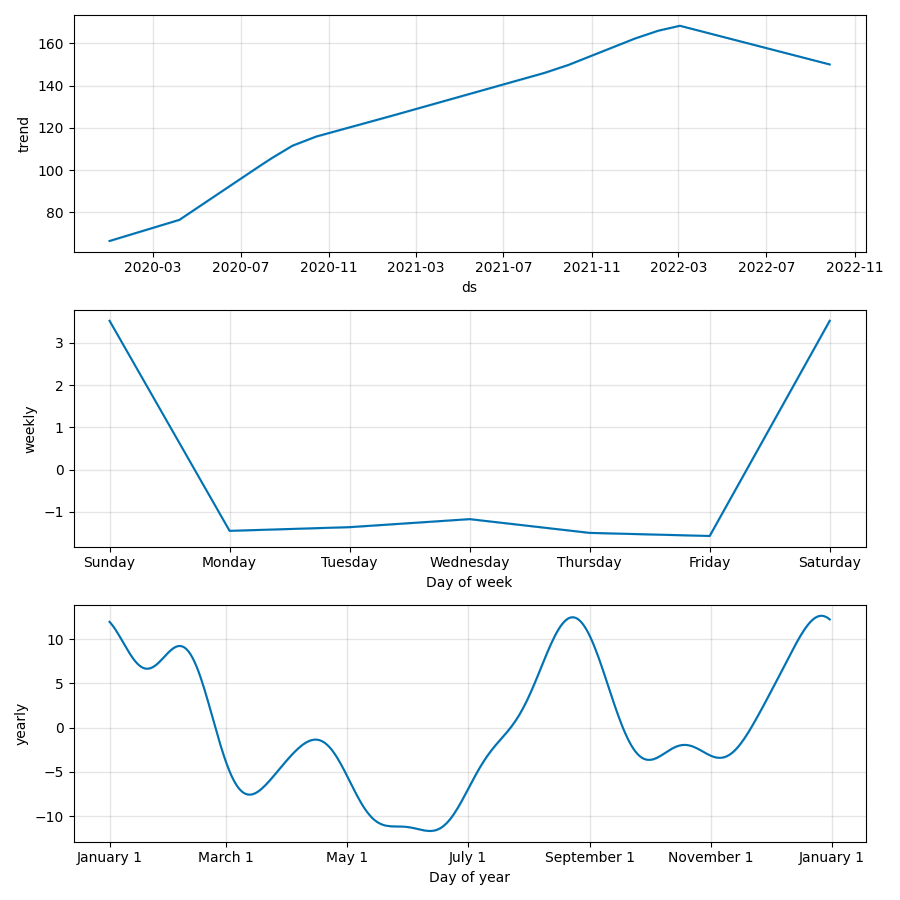 160
140
120
100
80
trend
2020-03 2020-07 2020-11 2021-03 2021-07 2021-11 2022-03 2022-07 2022-11
ds
3
2
1
0
−1
weekly
Sunday Monday Tuesday Wednesday Thursday Friday Saturday
Day of week
10
5
0
−5
−10
yearly
January 1 March 1 May 1 July 1 September 1 November 1 January 1
Day of year